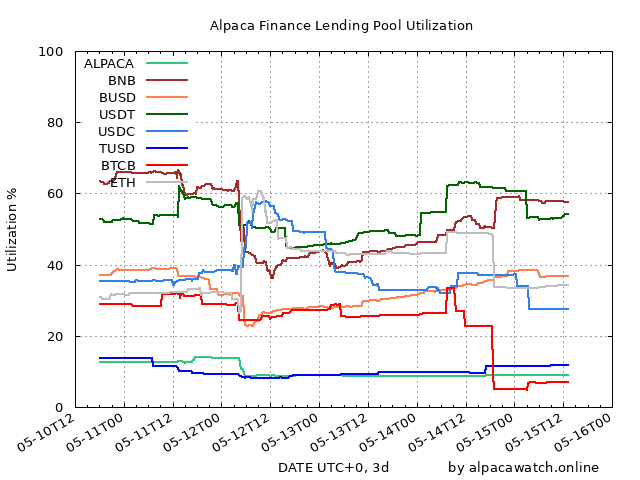 Alpaca Finance Lending Pool Utilization
100
80
60
40
20
0
Utilization %
ALPACA
BNB
BUSD
USDT
USDC
TUSD
BTCB
ETH
05-10T12
05-11T00
05-11T12
05-12T00
05-12T12
05-13T00
05-13T12
05-14T00
05-14T12
05-15T00
05-15T12
05-16T00
DATE UTC+0, 3d
by alpacawatch.online